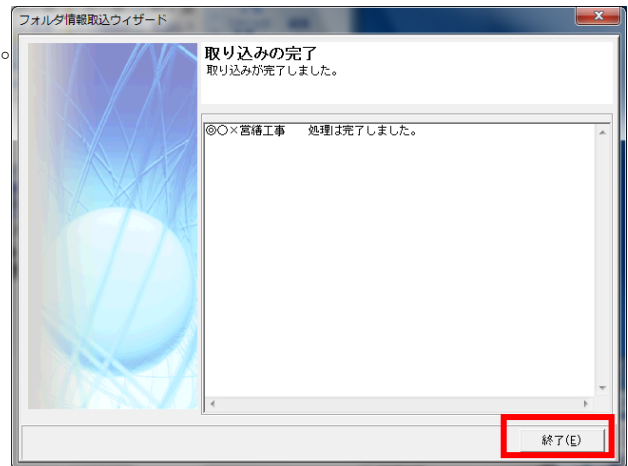 フォルダ情報取込ウィザード
。
取り込みの完了
取り込みが完了しました。
◎〇×営繕工事 処理は完了しました。
終了(E)